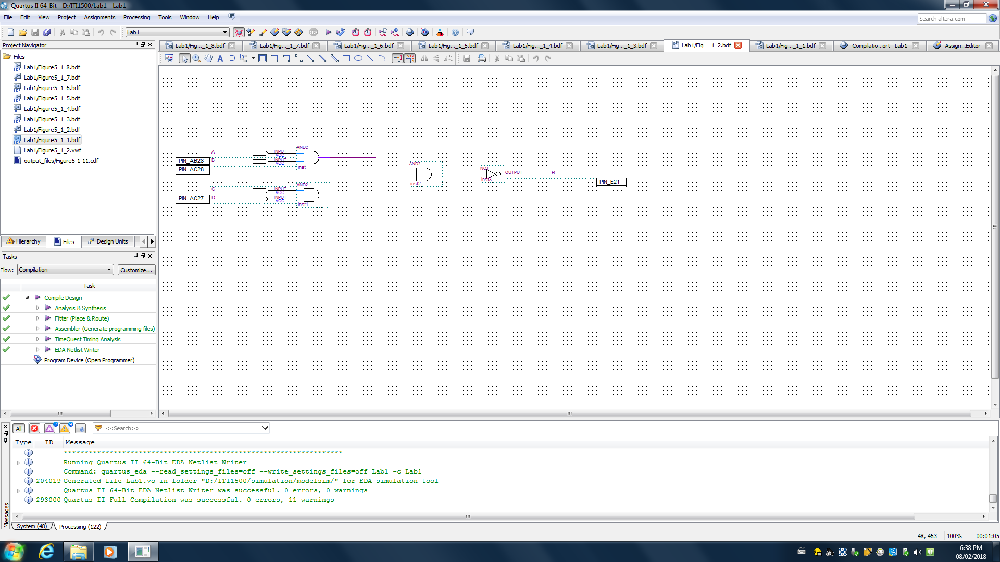 Quartus II 64-Bit - D:/ITI1500/Lab1 - Lab1
File Edit View Project Assignments Processing Tools Window Help
Search altera.com
Lab1
Project Navigator
Lab1/Fig..._1_8.bdf Lab1/Fig..._1_7.bdf Lab1/Fig..._1_6.bdf Lab1/Fig..._1_5.bdf Lab1/Fig..._1_4.bdf Lab1/Fig..._1_3.bdf Lab1/Fig..._1_2.bdf Lab1/Fig..._1_1.bdf Compilatio...ort - Lab1 Assign...Editor
Files
Lab1/Figure5_1_8.bdf
Lab1/Figure5_1_7.bdf
Lab1/Figure5_1_6.bdf
Lab1/Figure5_1_5.bdf
Lab1/Figure5_1_4.bdf
Lab1/Figure5_1_3.bdf
Lab1/Figure5_1_2.bdf
Lab1/Figure5_1_1.bdf
Lab1/Figure5_1_2.vwf
output_files/Figure5-1-11.cdf
Hierarchy Files Design Units
AND2
A INPUT
VCC
PIN_AB28 B INPUT
VCC
PIN_AC28
inst
AND2
inst2
NOT
inst3
OUTPUT R
PIN_E21
AND2
C INPUT
VCC
PIN_AC27 D INPUT
VCC
inst1
Tasks
Flow: Compilation Customize...
Task
Compile Design
Analysis & Synthesis
Fitter (Place & Route)
Assembler (Generate programming files)
TimeQuest Timing Analysis
EDA Netlist Writer
Program Device (Open Programmer)
All 2 9 <<Search>>
Type ID Message
*******************************************************************
Running Quartus II 64-Bit EDA Netlist Writer
Command: quartus_eda --read_settings_files=off --write_settings_files=off Lab1 -c Lab1
204019 Generated file Lab1.vo in folder "D:/ITI1500/simulation/modelsim/" for EDA simulation tool
Quartus II 64-Bit EDA Netlist Writer was successful. 0 errors, 0 warnings
293000 Quartus II Full Compilation was successful. 0 errors, 11 warnings
Messages
System (48) Processing (122)
48, 463 100% 00:01:05
6:38 PM
08/02/2018